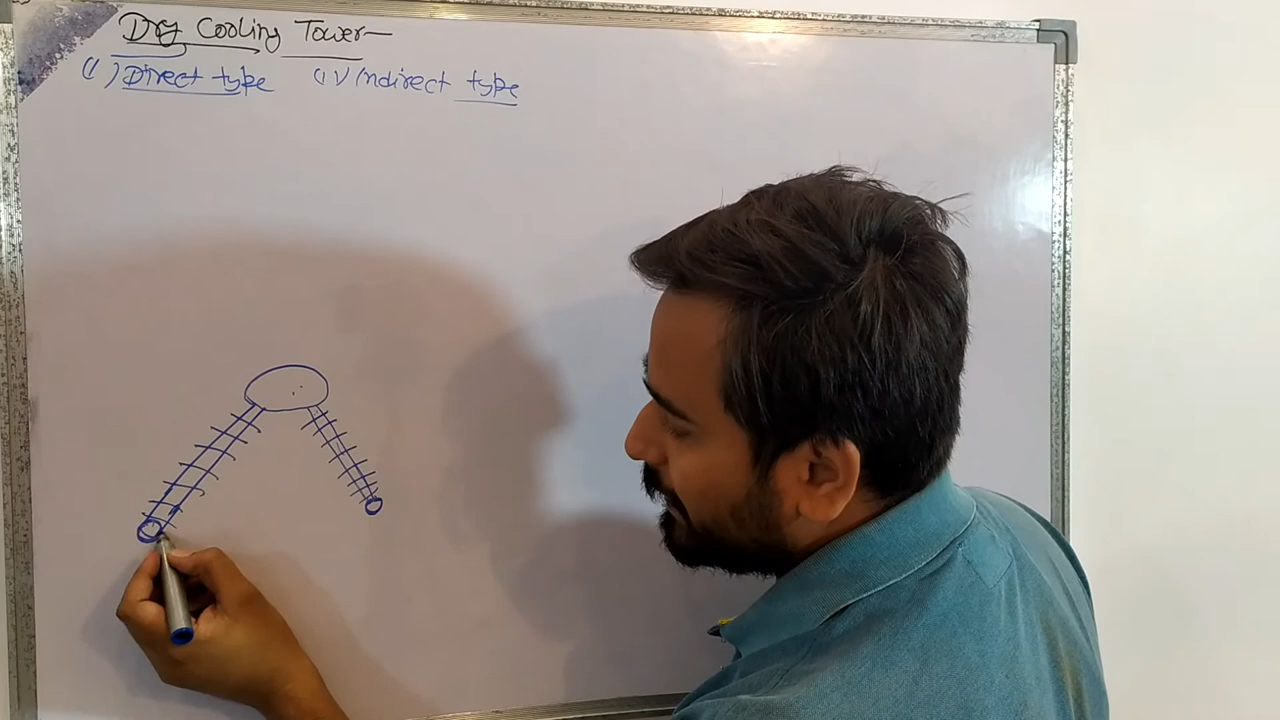 Dry Cooling Tower—
(i) Direct type (ii) Indirect type